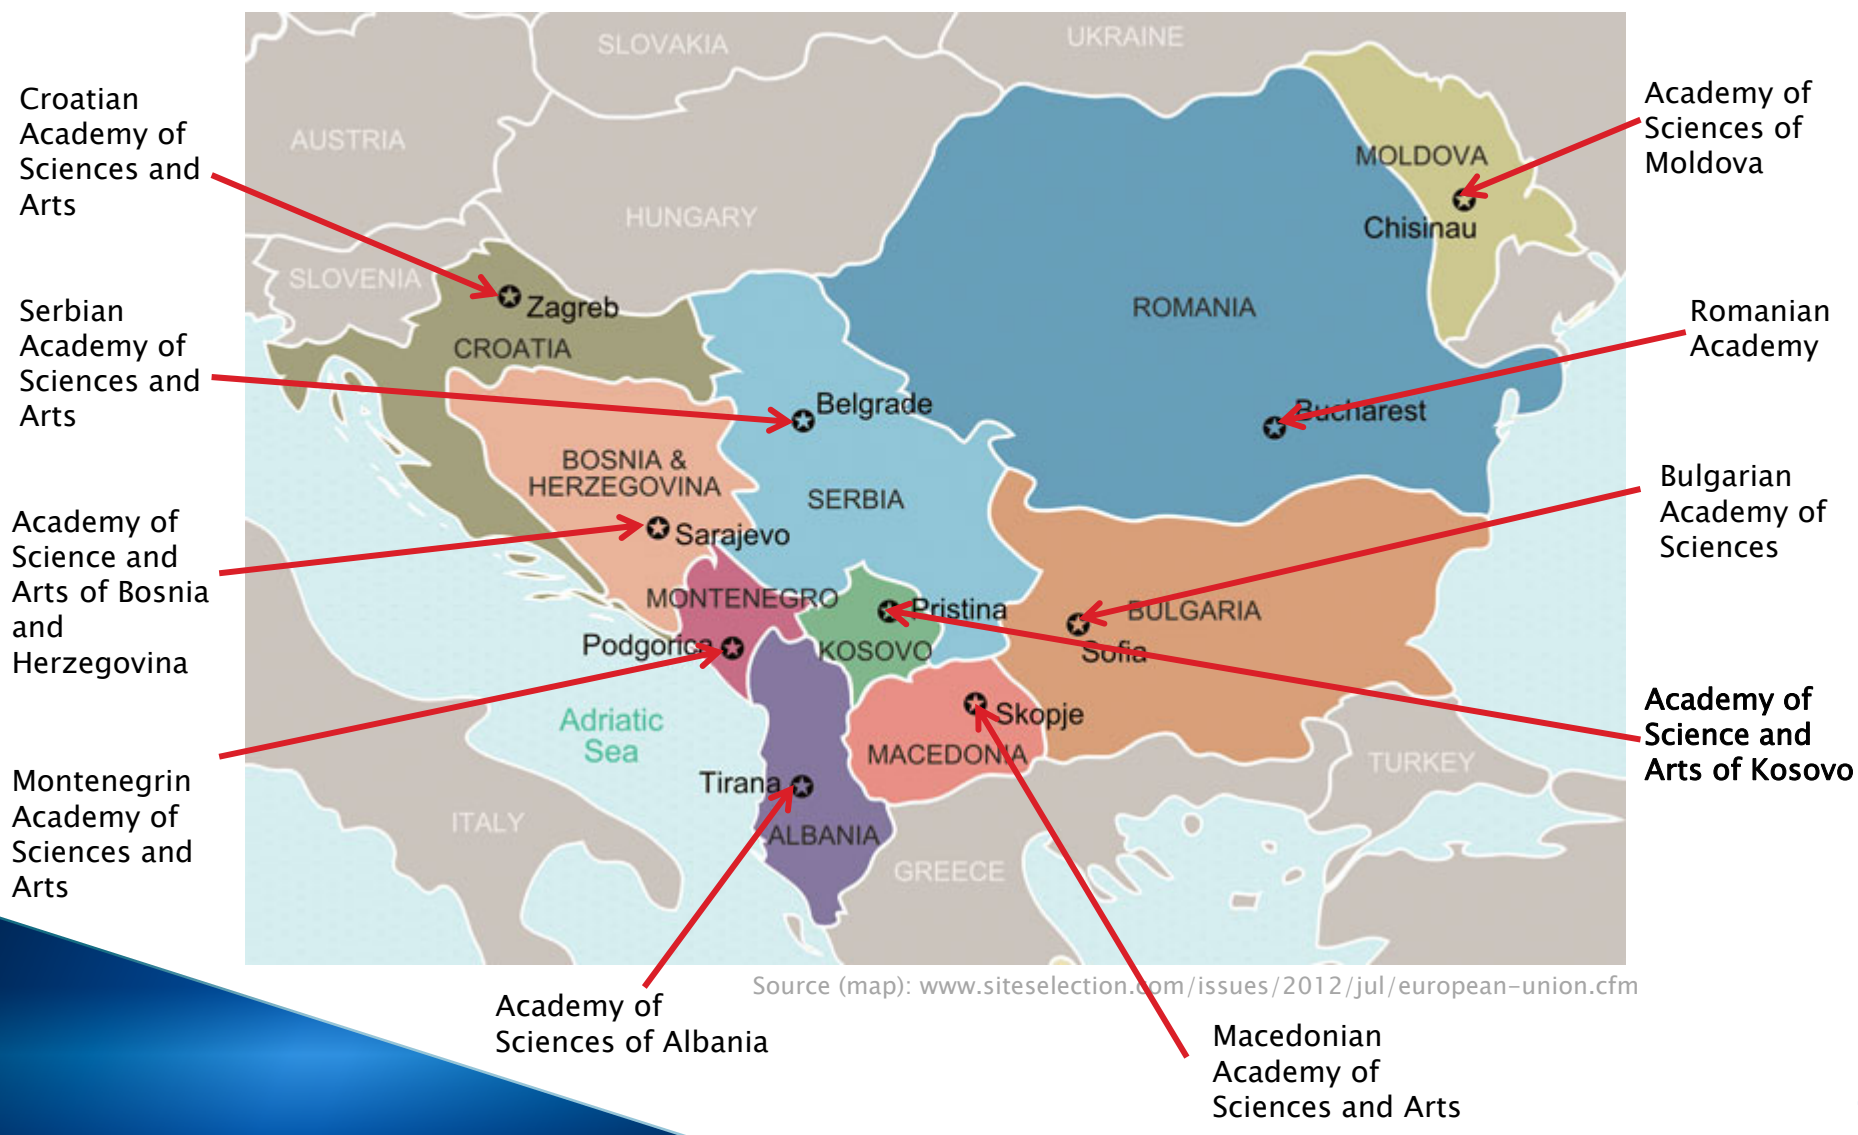 Croatian
Academy of
Sciences and
Arts
Serbian
Academy of
Sciences and
Arts
Academy of
Science and
Arts of Bosnia
and
Herzegovina
Montenegrin
Academy of
Sciences and
Arts
SLOVAKIA
UKRAINE
AUSTRIA
HUNGARY
MOLDOVA
Chisinau
SLOVENIA
Zagreb
CROATIA
ROMANIA
Belgrade
Bucharest
BOSNIA &
HERZEGOVINA
SERBIA
Sarajevo
MONTENEGRO
Pristina
BULGARIA
Podgorica
KOSOVO
Sofia
Adriatic
Sea
Skopje
MACEDONIA
TURKEY
Tirana
ITALY
ALBANIA
GREECE
Academy of
Sciences of
Moldova
Romanian
Academy
Bulgarian
Academy of
Sciences
Academy of
Science and
Arts of Kosovo
Source (map): www.siteselection.com/issues/2012/jul/european-union.cfm
Academy of
Sciences of Albania
Macedonian
Academy of
Sciences and Arts